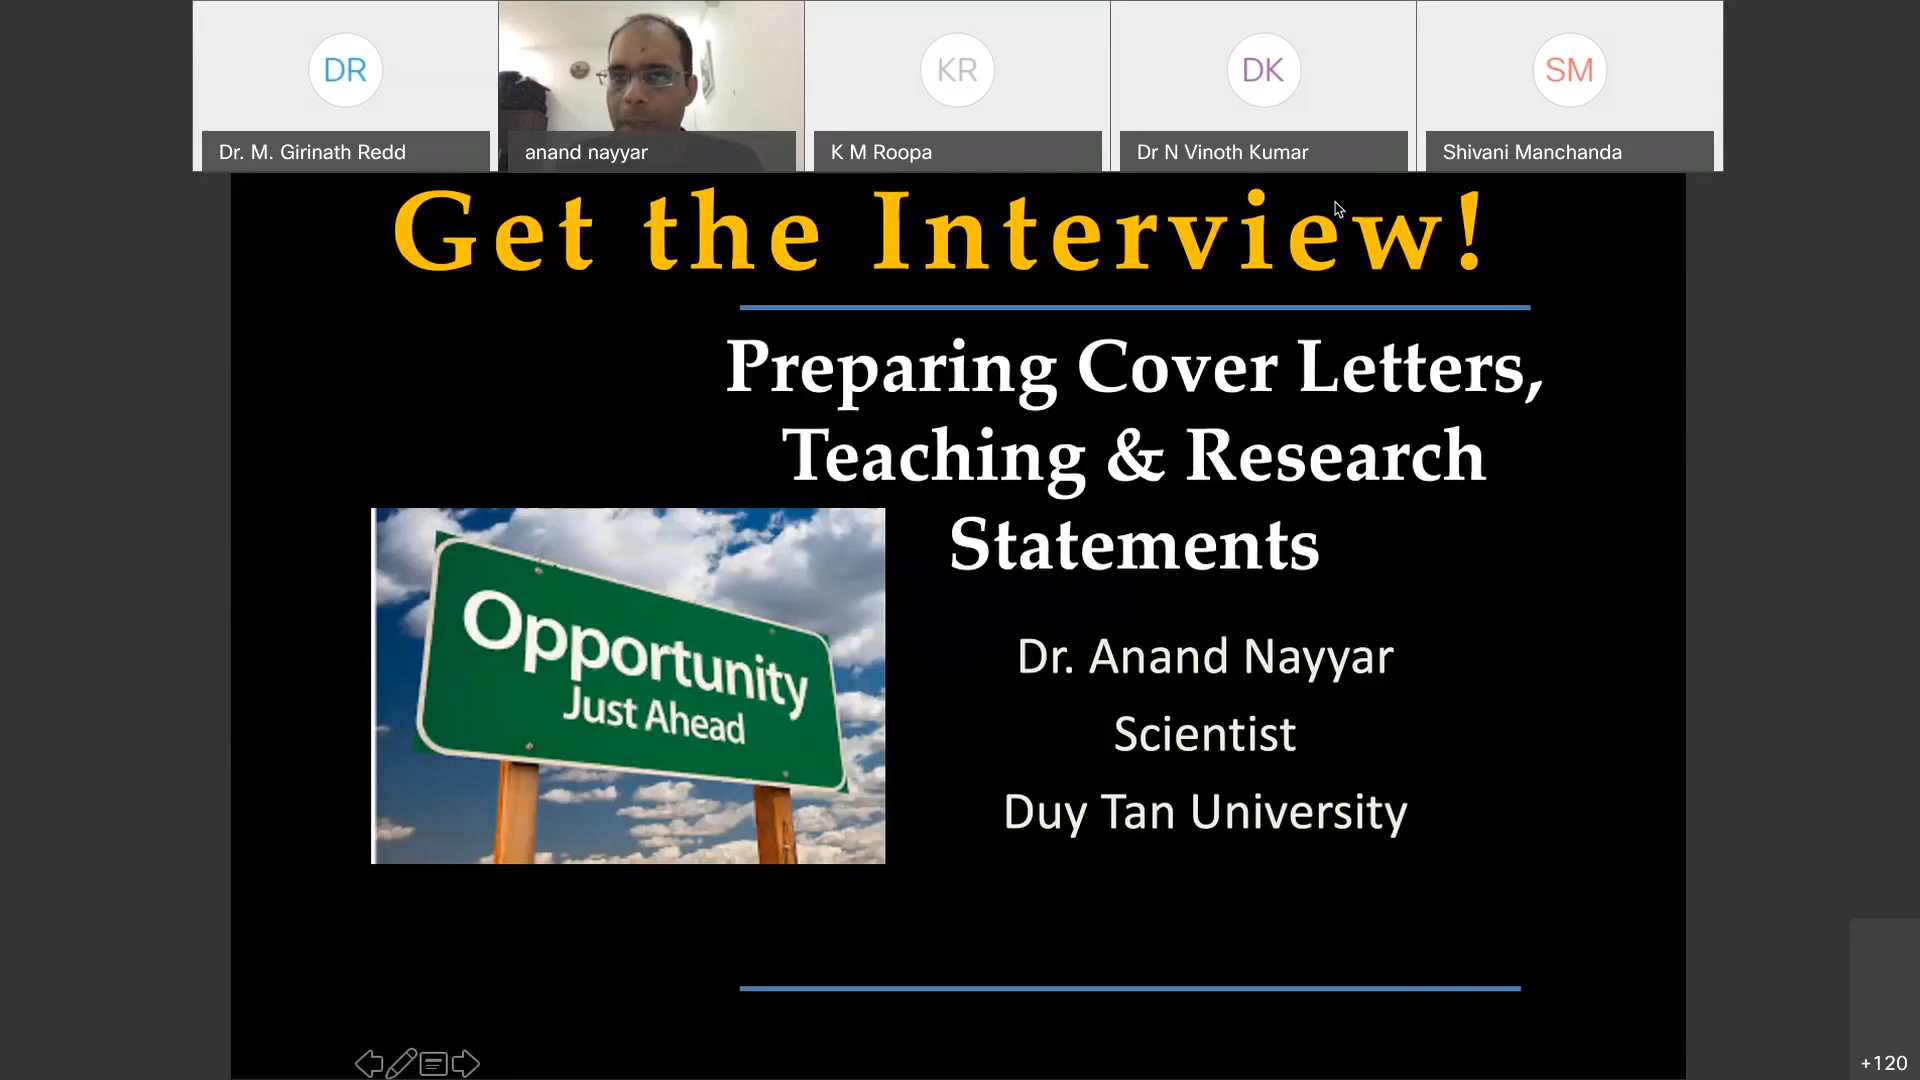 DR
KR
DK
SM
Dr. M. Girinath Redd
anand nayyar
K M Roopa
Dr N Vinoth Kumar
Shivani Manchanda
Get the Interview!
Preparing Cover Letters,
Teaching & Research
Statements
Opportunity
Just Ahead
Dr. Anand Nayyar
Scientist
Duy Tan University
+120